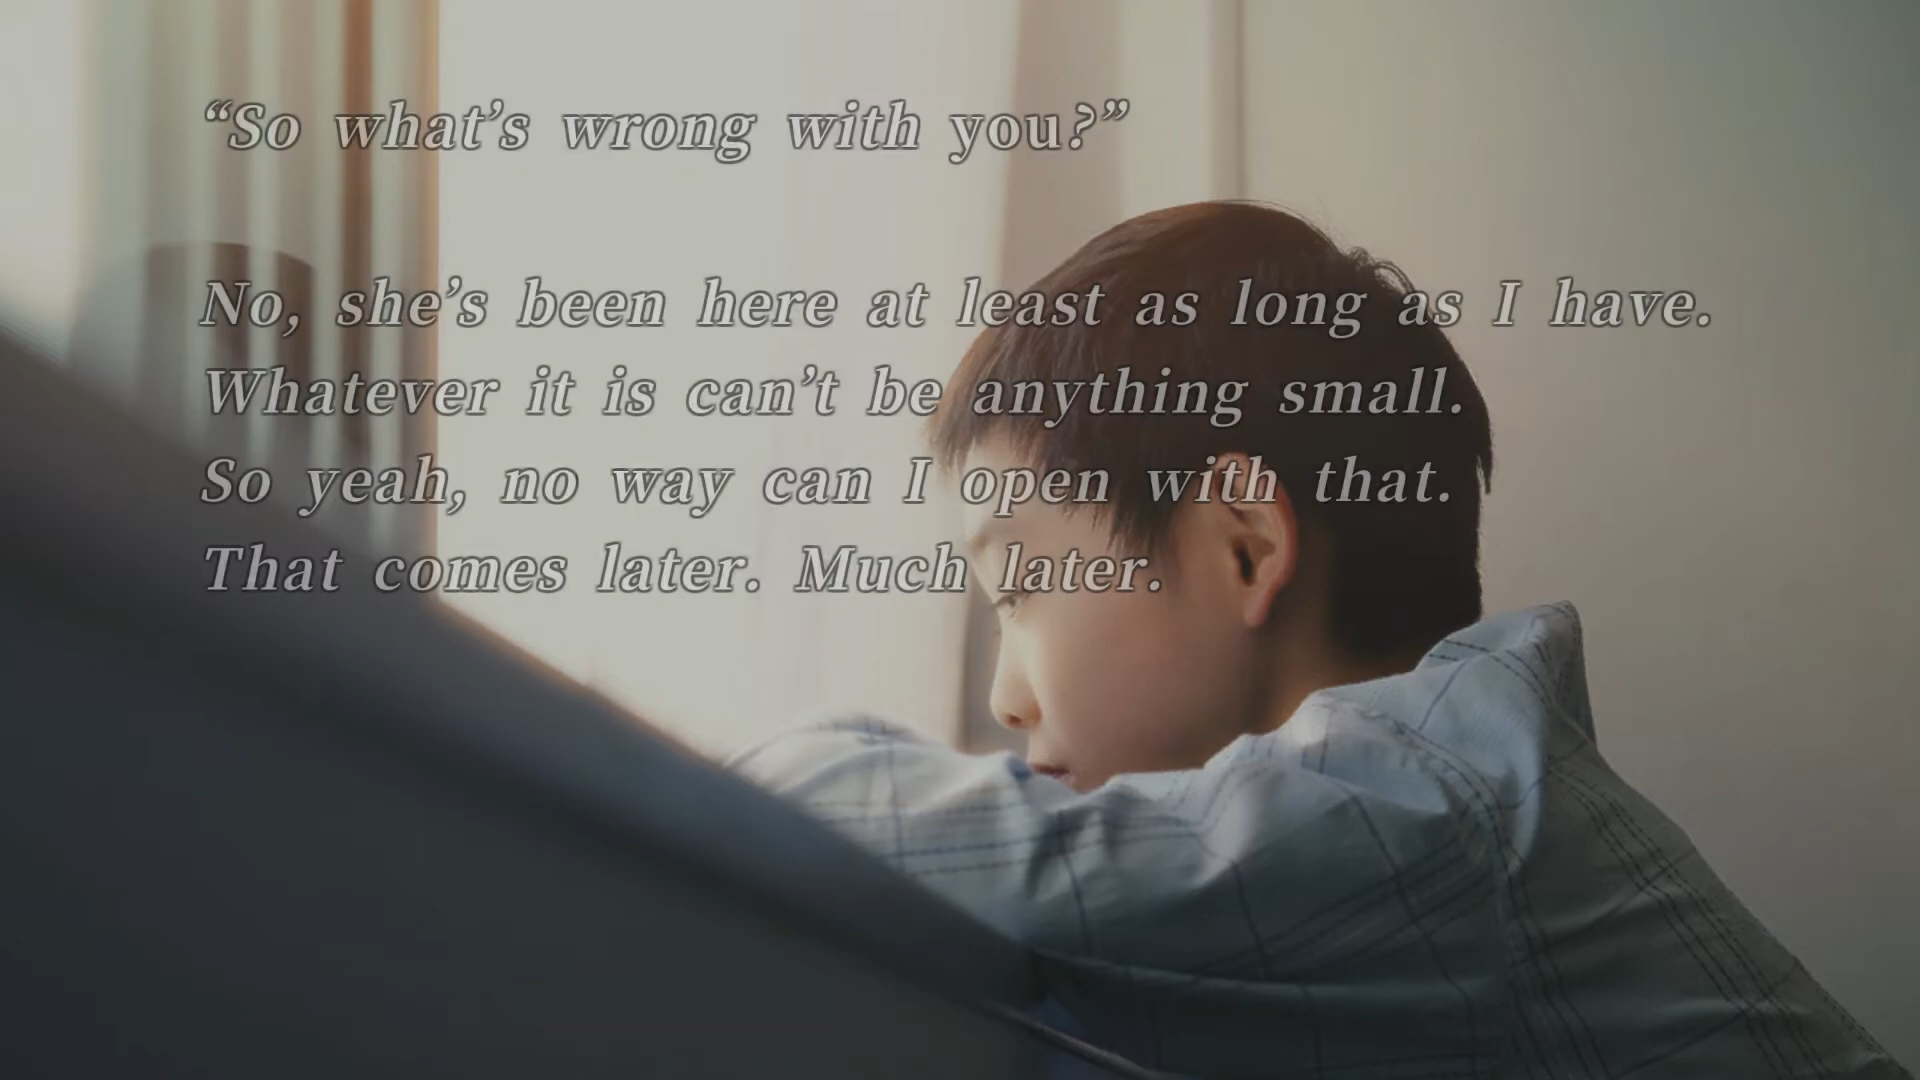 “So what’s wrong with you?”
No, she’s been here at least as long as I have.
Whatever it is can’t be anything small.
So yeah, no way can I open with that.
That comes later. Much later.